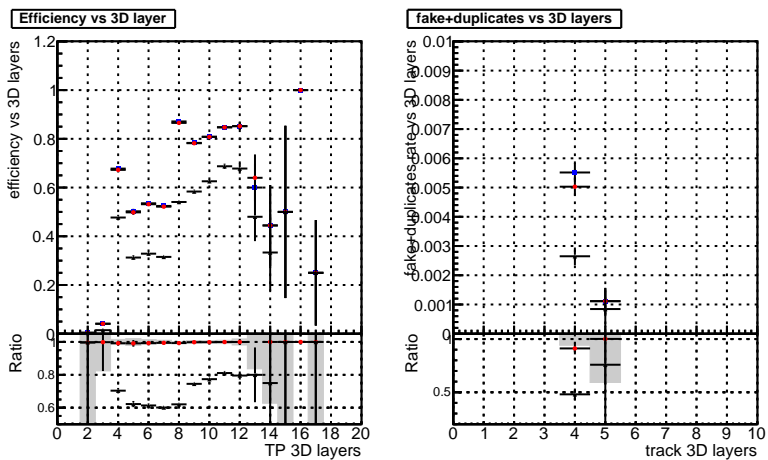 Efficiency vs 3D layer
efficiency vs 3D layers
1.2
1
0.8
0.6
0.4
0.2
0
Ratio
1
0.8
0.6
0 2 4 6 8 10 12 14 16 18 20
TP 3D layers
fake+duplicates vs 3D layers
fake+duplicates rate vs 3D layers
0.01
0.009
0.008
0.007
0.006
0.005
0.004
0.003
0.002
0.001
0
Ratio
1
0.5
0 1 2 3 4 5 6 7 8 9 10
track 3D layers